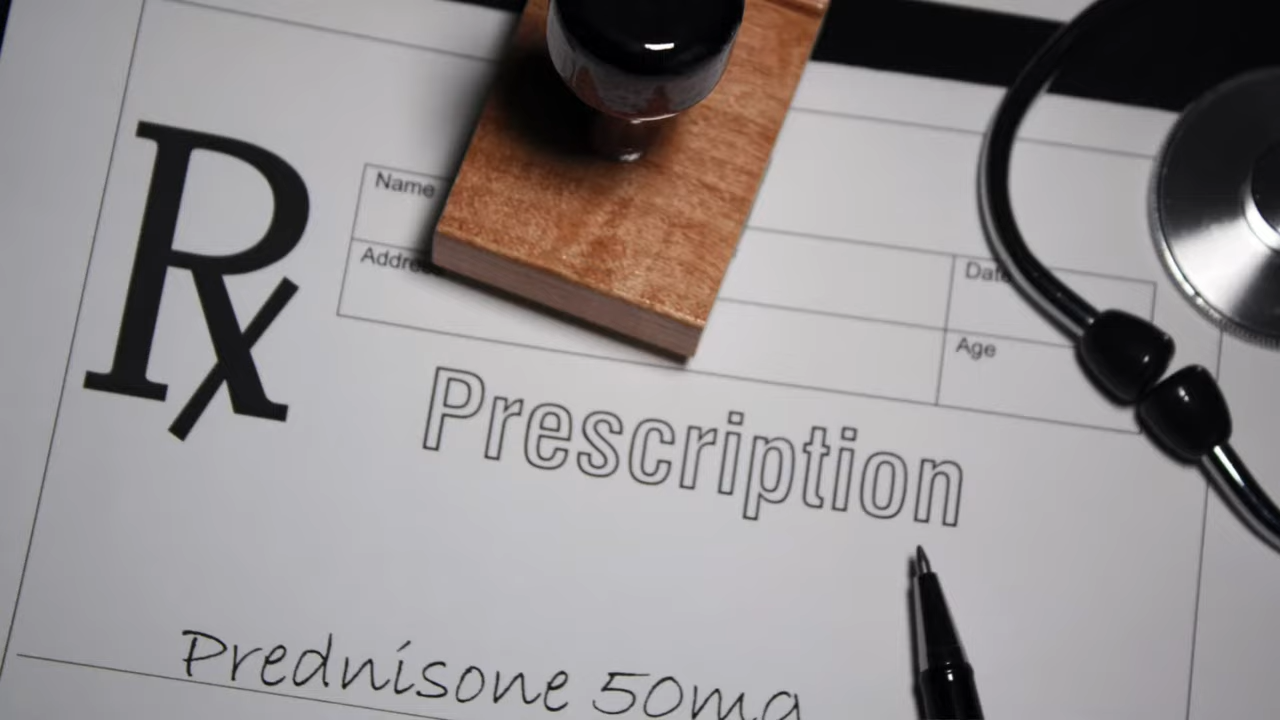 Rx
Name
Address
Date
Age
Prescription
Prednisone 50mg